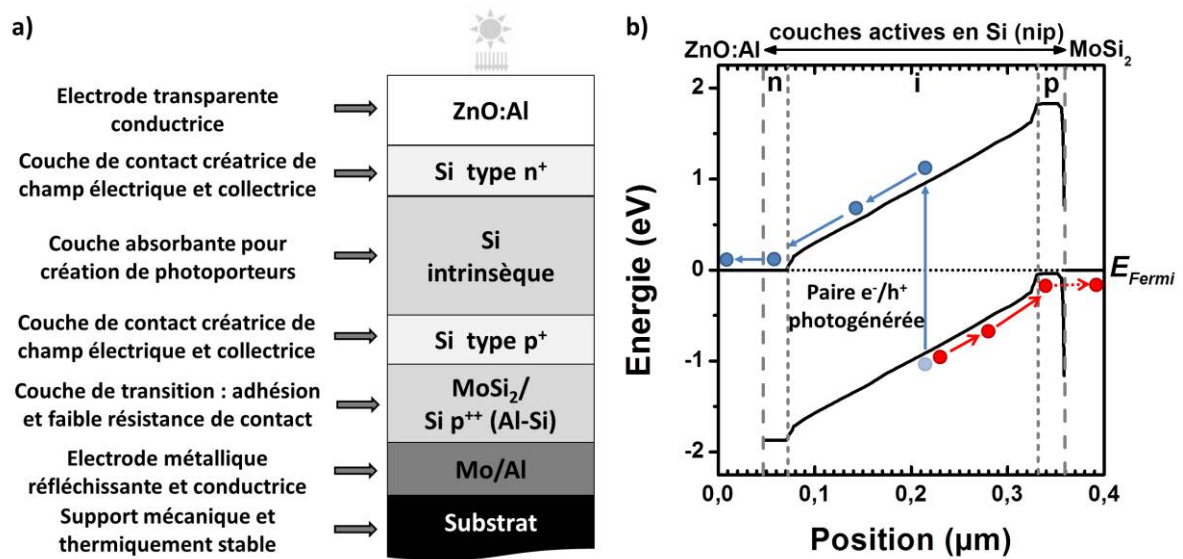 a)
Electrode transparente
conductrice
ZnO:Al
Couche de contact créatrice de
champ électrique et collectrice
Si type n⁺
Couche absorbante pour
création de photoporteurs
Si
intrinsèque
Couche de contact créatrice de
champ électrique et collectrice
Si type p⁺
Couche de transition : adhésion
et faible résistance de contact
MoSi₂/
Si p⁺⁺ (Al-Si)
Electrode métallique
réfléchissante et conductrice
Mo/Al
Support mécanique et
thermiquement stable
Substrat
b)
couches actives en Si (nip)
ZnO:Al
MoSi₂
n
i
p
2
1
0
-1
-2
Energie (eV)
E_Fermi
Paire e⁻/h⁺
photogénérée
0,0 0,1 0,2 0,3 0,4
Position (µm)